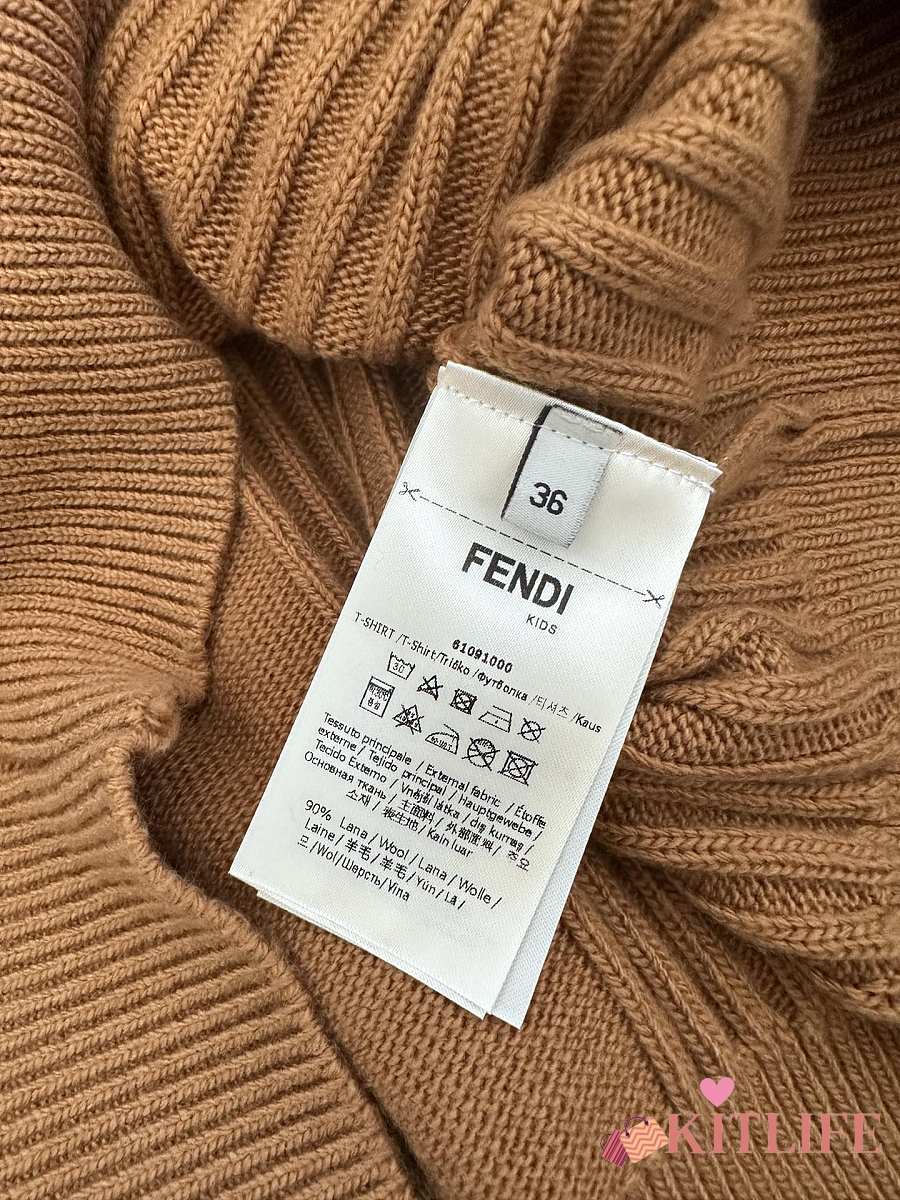 36
FENDI
KIDS
61091000
T-SHIRT /T-Shirt/Tričko /Футболка /티셔츠 /Kaus
30
Tessuto principale / External fabric / Étoffe
externe / Tejido principal / Hauptgewebe /
Tecido Externo / Vnější látka / dış kumaş /
Основная ткань / 主面料 / 外部面料 / 주요
소재 / 表生地 / Kain luar
90% Lana / Wool / Lana / Wolle /
Laine / 羊毛 / 羊毛 / Yún / Lã /
모 /Wol/Шерсть/Vlna
KITLIFE